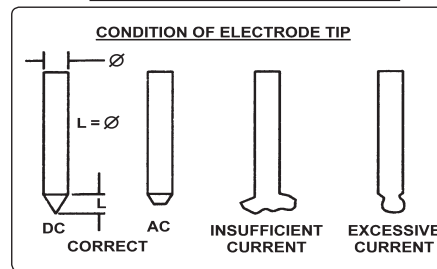 CONDITION OF ELECTRODE TIP
Ø
L = Ø
L
DC AC INSUFFICIENT EXCESSIVE
CORRECT CURRENT CURRENT